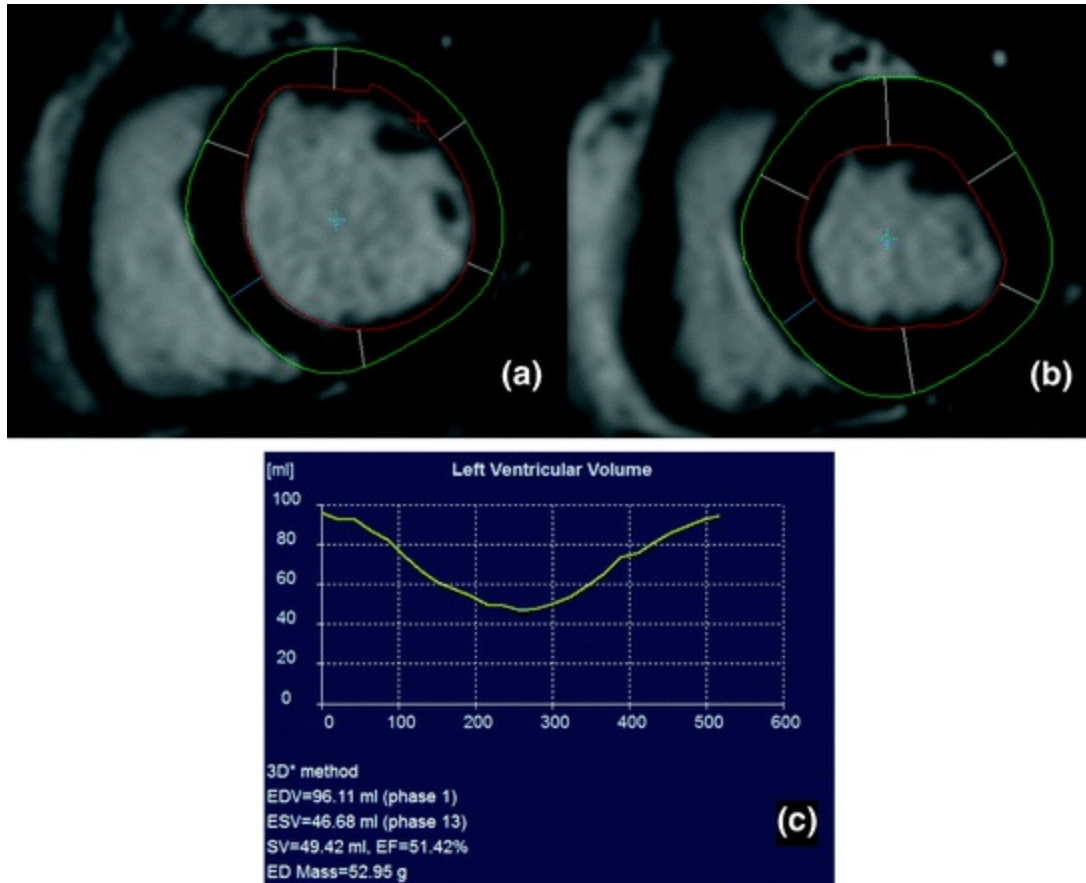 (a)
(b)
[ml]
Left Ventricular Volume
100
80
60
40
20
0
0 100 200 300 400 500 600
3D* method
EDV=96.11 ml (phase 1)
ESV=46.68 ml (phase 13)
(c)
SV=49.42 ml, EF=51.42%
ED Mass=52.95 g